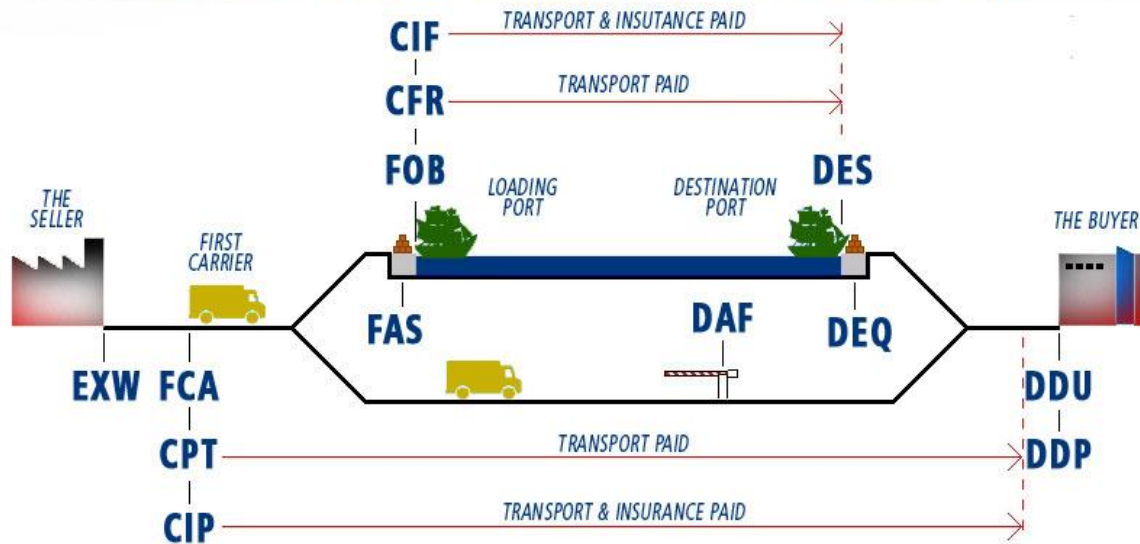 CIF
TRANSPORT & INSUTANCE PAID
CFR
TRANSPORT PAID
FOB
DES
LOADING
PORT
DESTINATION
PORT
THE
SELLER
FIRST
CARRIER
THE BUYER
FAS
DAF
DEQ
EXW
FCA
DDU
CPT
TRANSPORT PAID
DDP
CIP
TRANSPORT & INSURANCE PAID